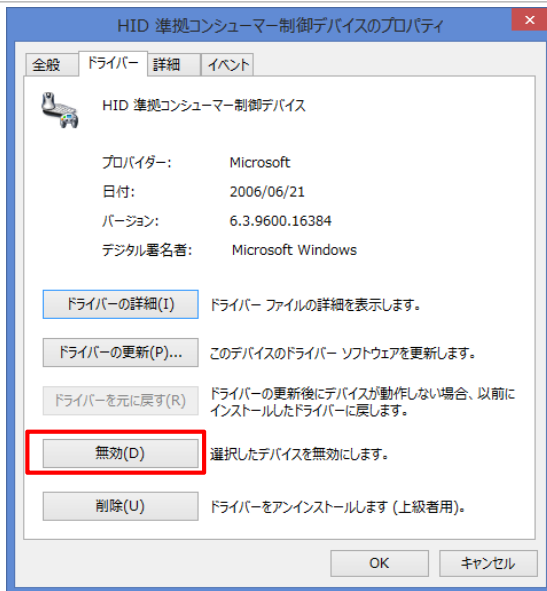 HID 準拠コンシューマー制御デバイスのプロパティ
全般 ドライバー 詳細 イベント
HID 準拠コンシューマー制御デバイス
プロバイダー: Microsoft
日付: 2006/06/21
バージョン: 6.3.9600.16384
デジタル署名者: Microsoft Windows
ドライバーの詳細(I) ドライバー ファイルの詳細を表示します。
ドライバーの更新(P)... このデバイスのドライバー ソフトウェアを更新します。
ドライバーを元に戻す(R) ドライバーの更新後にデバイスが動作しない場合、以前に
インストールしたドライバーに戻します。
無効(D) 選択したデバイスを無効にします。
削除(U) ドライバーをアンインストールします (上級者用)。
OK キャンセル